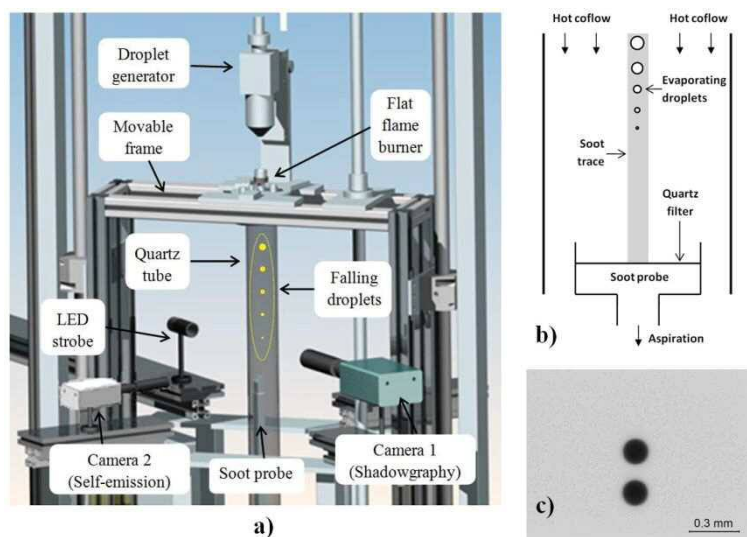 Droplet
generator
Flat
flame
burner
Movable
frame
Quartz
tube
Falling
droplets
LED
strobe
Camera 2
(Self-emission)
Soot probe
Camera 1
(Shadowgraphy)
a)
Hot coflow
Hot coflow
Evaporating
droplets
Soot
trace
Quartz
filter
Soot probe
Aspiration
b)
c)
0.3 mm